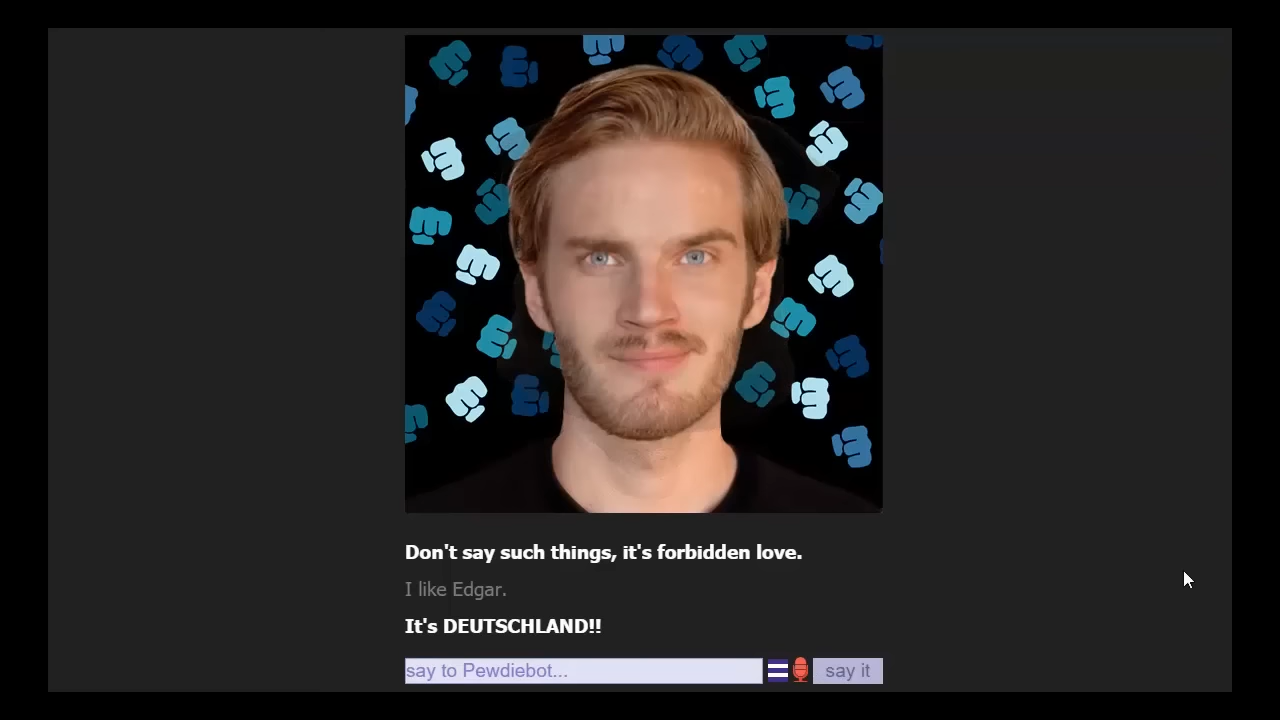 Don't say such things, it's forbidden love.
I like Edgar.
It's DEUTSCHLAND!!
say to Pewdiebot... say it